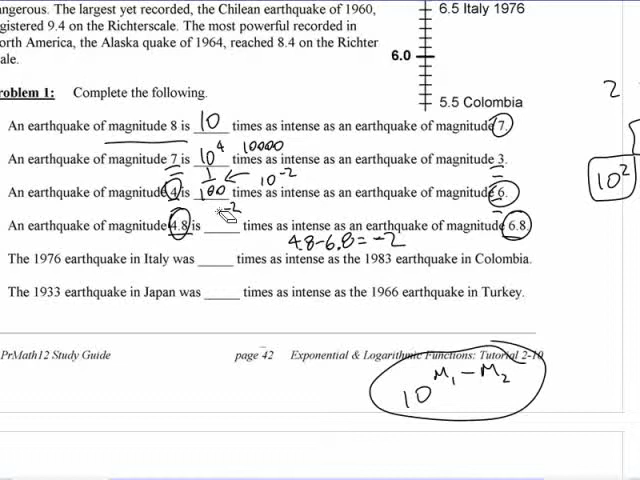 ngerous. The largest yet recorded, the Chilean earthquake of 1960,
gistered 9.4 on the Richterscale. The most powerful recorded in
orth America, the Alaska quake of 1964, reached 8.4 on the Richter
ale.
6.5 Italy 1976
6.0
5.5 Colombia
roblem 1: Complete the following.
An earthquake of magnitude 8 is 10 times as intense as an earthquake of magnitude 7.
10000
An earthquake of magnitude 7 is 10^4 times as intense as an earthquake of magnitude 3.
10^-2
An earthquake of magnitude 4 is 1/100 times as intense as an earthquake of magnitude 6.
-2
An earthquake of magnitude 4.8 is ____ times as intense as an earthquake of magnitude 6.8.
4.8-6.8=-2
The 1976 earthquake in Italy was ____ times as intense as the 1983 earthquake in Colombia.
The 1933 earthquake in Japan was ____ times as intense as the 1966 earthquake in Turkey.
2
10^2
PrMath12 Study Guide page 42 Exponential & Logarithmic Functions: Tutorial 2-10
10^M1-M2